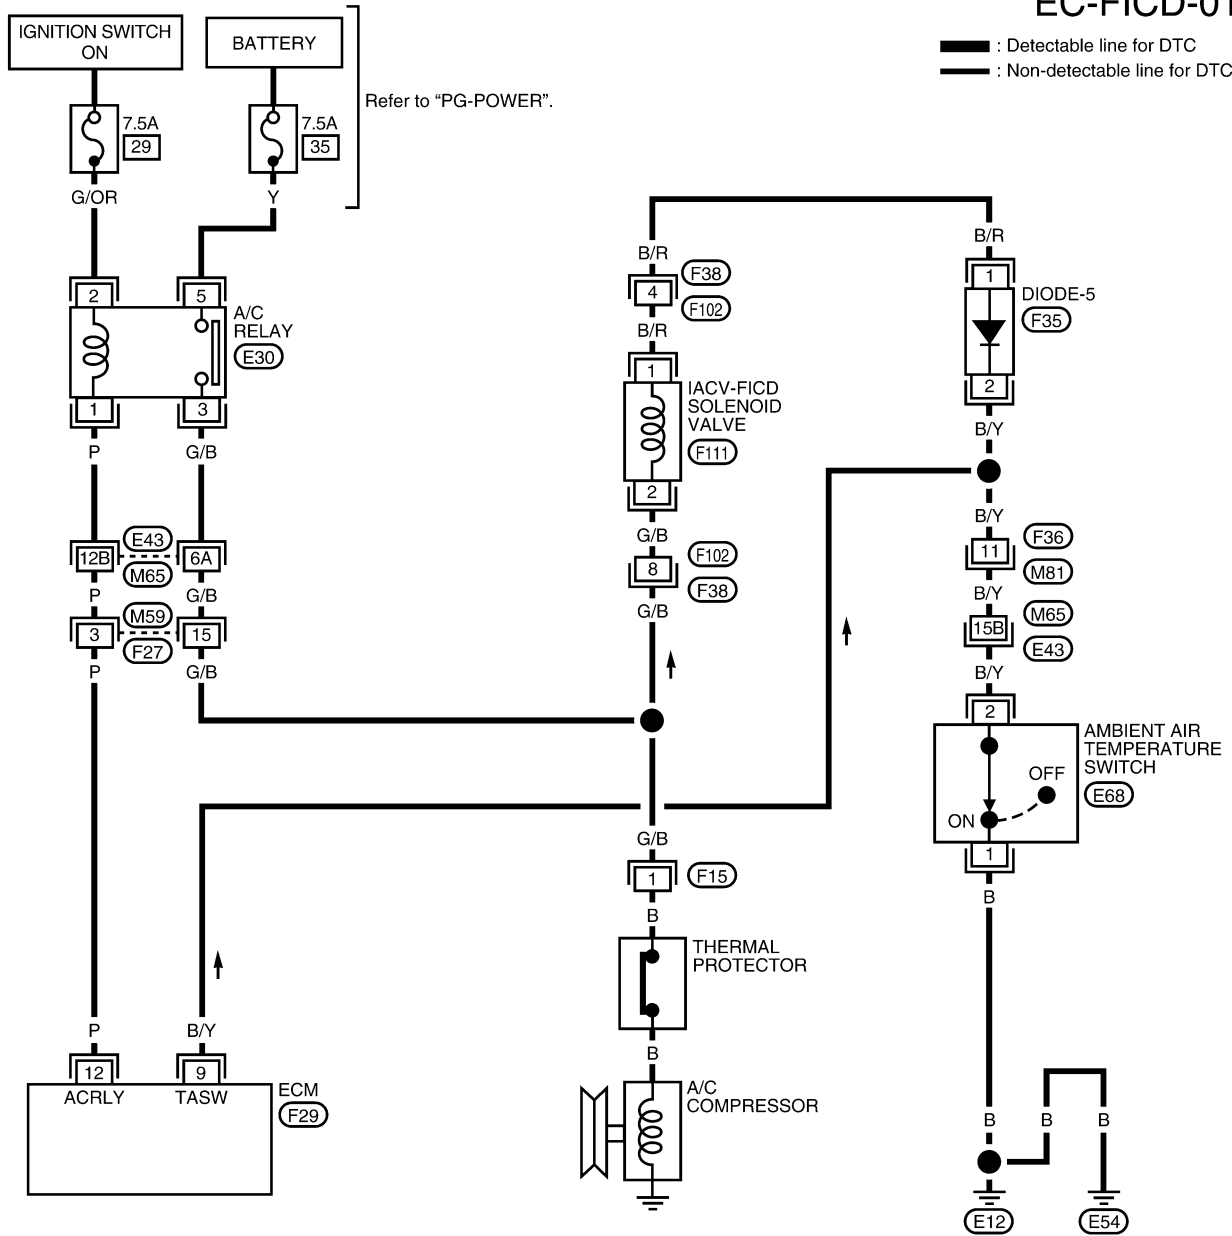 EC-FICD-01
: Detectable line for DTC
: Non-detectable line for DTC
IGNITION SWITCH
ON
BATTERY
Refer to “PG-POWER”.
7.5A
29
7.5A
35
G/OR
Y
2
5
A/C
RELAY
E30
1
3
P
G/B
12B
E43
M65
6A
P
G/B
3
M59
F27
15
P
G/B
P
B/Y
12
9
ACRLY
TASW
ECM
F29
B/R
4
F38
F102
B/R
1
IACV-FICD
SOLENOID
VALVE
F111
2
G/B
8
F102
F38
G/B
G/B
1
F15
B
THERMAL
PROTECTOR
B
A/C
COMPRESSOR
B/R
1
DIODE-5
F35
2
B/Y
B/Y
11
F36
M81
B/Y
15B
M65
E43
B/Y
2
AMBIENT AIR
TEMPERATURE
SWITCH
E68
OFF
ON
1
B
B
B
B
E12
E54